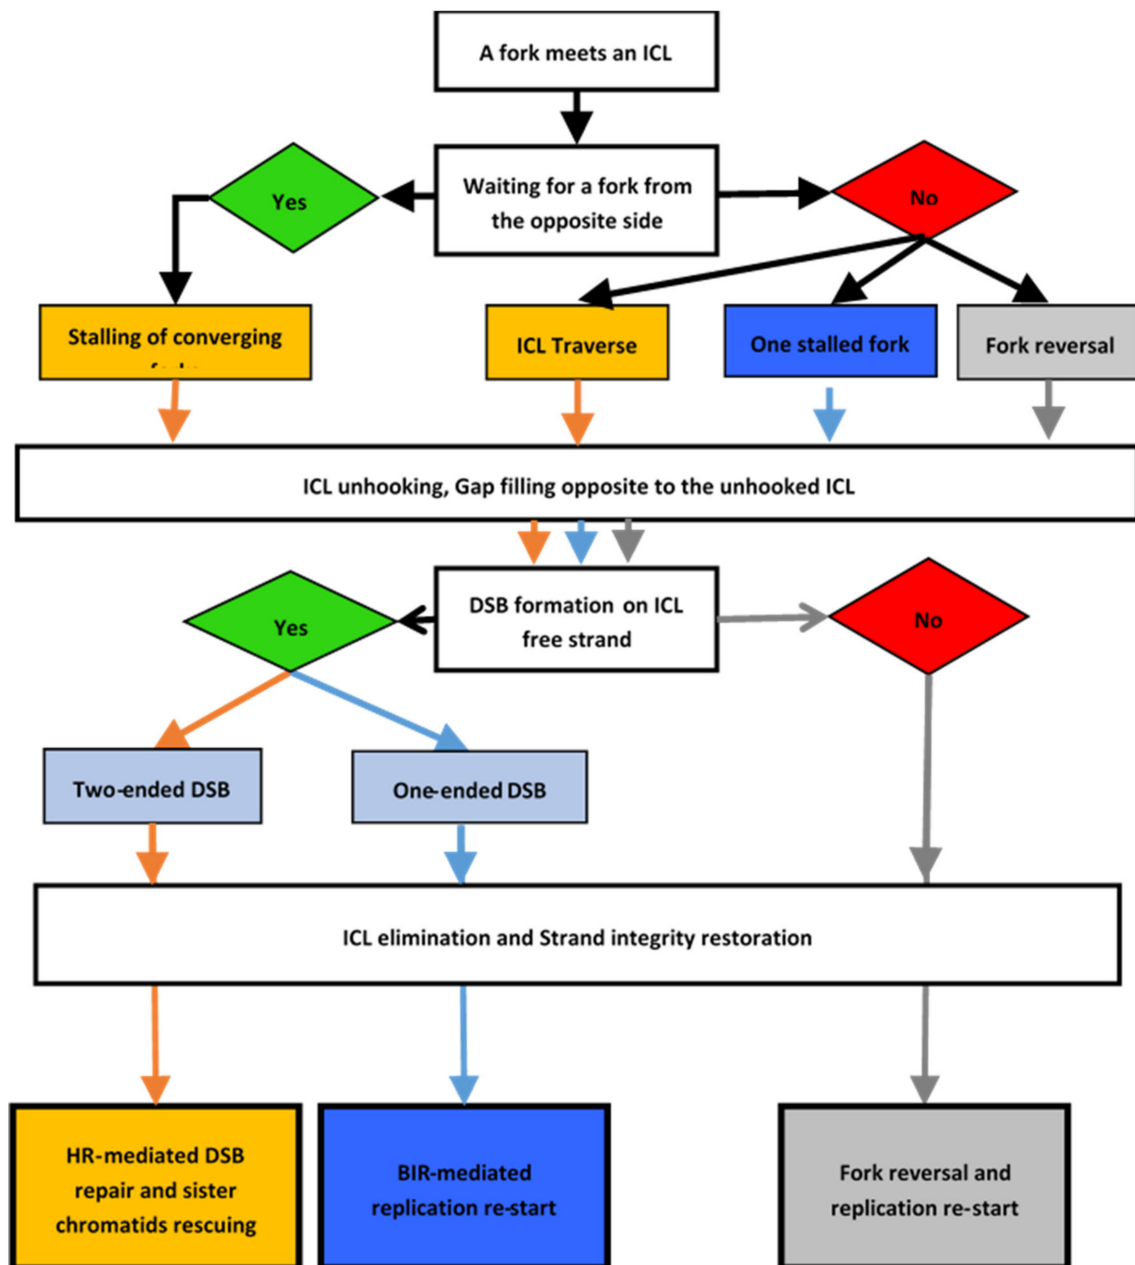 A fork meets an ICL
Waiting for a fork from
the opposite side
Yes
No
Stalling of converging
ICL Traverse
One stalled fork
Fork reversal
ICL unhooking, Gap filling opposite to the unhooked ICL
DSB formation on ICL
free strand
Yes
No
Two-ended DSB
One-ended DSB
ICL elimination and Strand integrity restoration
HR-mediated DSB
repair and sister
chromatids rescuing
BIR-mediated
replication re-start
Fork reversal and
replication re-start